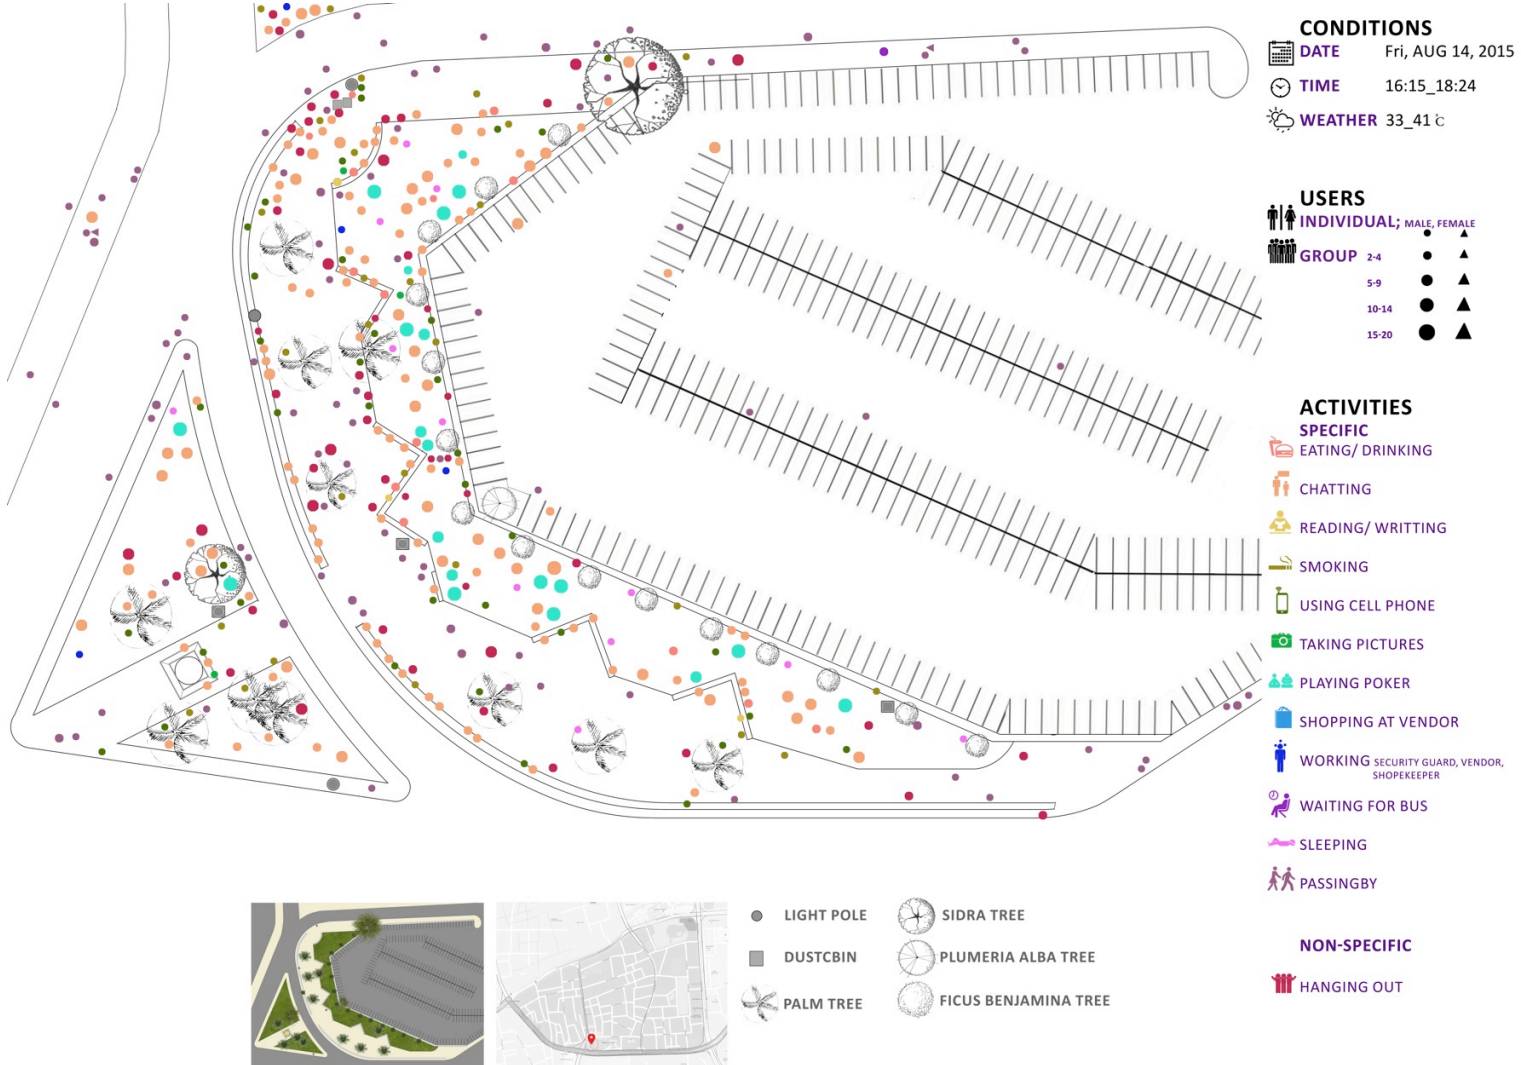 CONDITIONS
DATE Fri, AUG 14, 2015
TIME 16:15_18:24
WEATHER 33_41 °C
USERS
INDIVIDUAL; MALE, FEMALE
GROUP 2-4
5-9
10-14
15-20
ACTIVITIES
SPECIFIC
EATING/ DRINKING
CHATTING
READING/ WRITTING
SMOKING
USING CELL PHONE
TAKING PICTURES
PLAYING POKER
SHOPPING AT VENDOR
WORKING SECURITY GUARD, VENDOR,
SHOPEKEEPER
WAITING FOR BUS
SLEEPING
PASSINGBY
NON-SPECIFIC
HANGING OUT
LIGHT POLE
SIDRA TREE
DUSTCBIN
PLUMERIA ALBA TREE
PALM TREE
FICUS BENJAMINA TREE